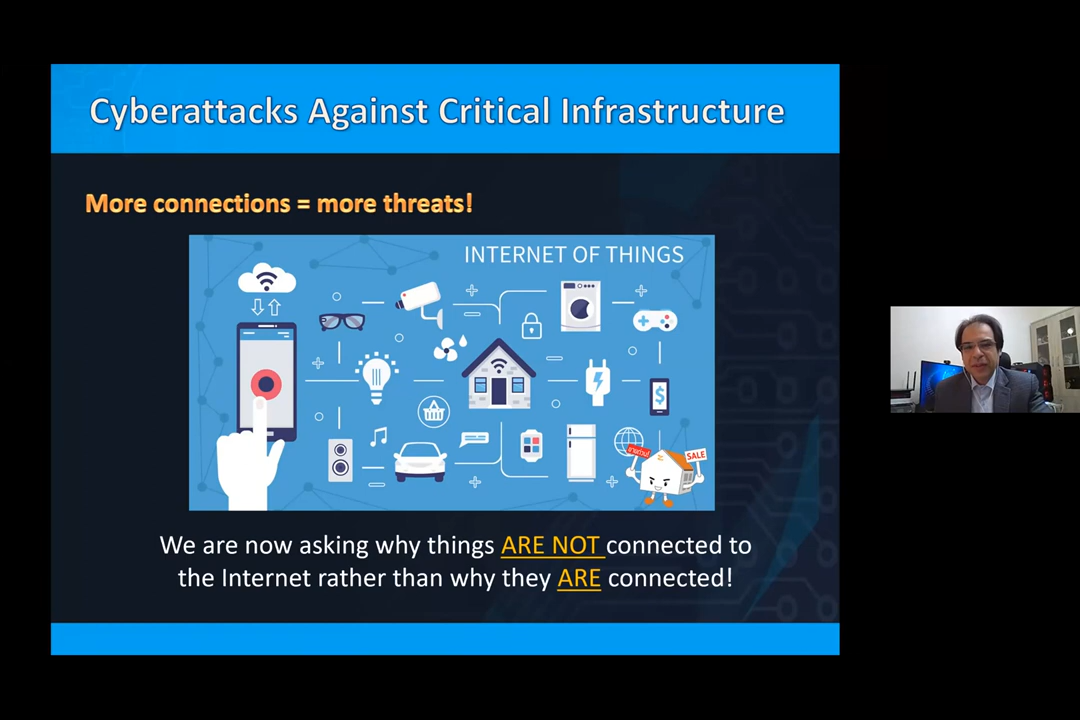 Cyberattacks Against Critical Infrastructure
More connections = more threats!
INTERNET OF THINGS
$
SALE
We are now asking why things ARE NOT connected to
the Internet rather than why they ARE connected!